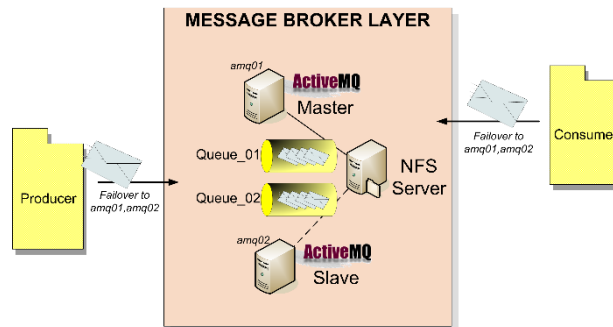 MESSAGE BROKER LAYER
amq01
ActiveMQ
Master
Queue_01
NFS
Server
Queue_02
amq02
ActiveMQ
Slave
Producer
Failover to
amq01,amq02
Failover to
amq01,amq02
Consume